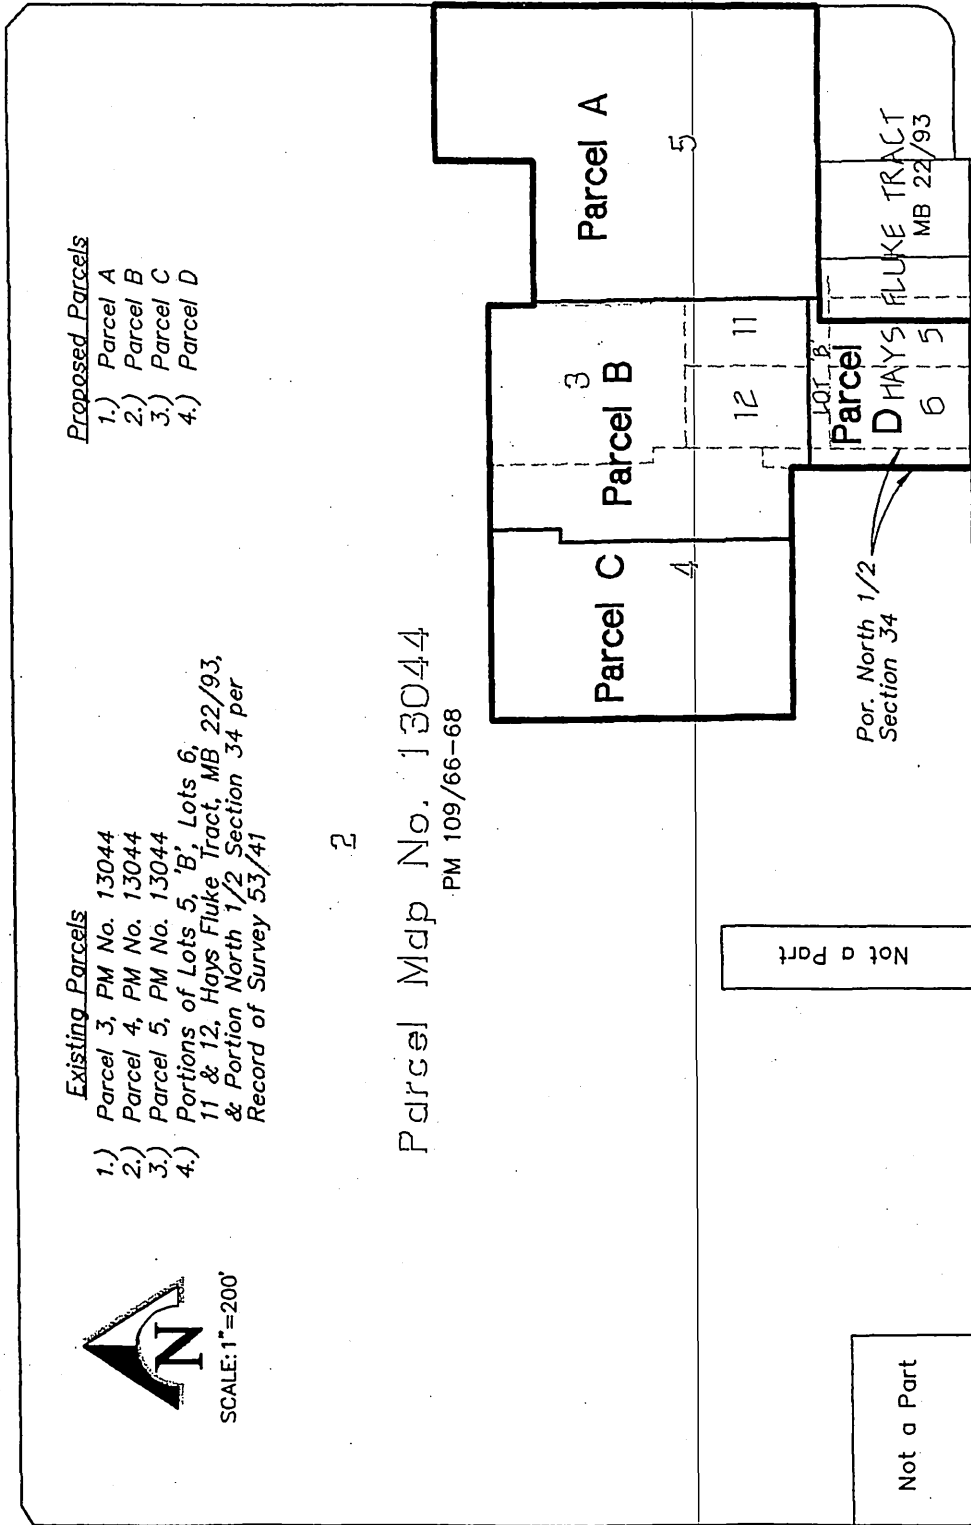 Existing Parcels
1.) Parcel 3, PM No. 13044
2.) Parcel 4, PM No. 13044
3.) Parcel 5, PM No. 13044
4.) Portions of Lots 5, 'B', Lots 6,
11 & 12, Hays Fluke Tract, MB 22/93,
& Portion North 1/2 Section 34 per
Record of Survey 53/41
Proposed Parcels
1.) Parcel A
2.) Parcel B
3.) Parcel C
4.) Parcel D
N
SCALE: 1"=200'
2
Parcel Map No. 13044
PM 109/66-68
Parcel C
4
3
Parcel B
12
11
Parcel A
5
LOT 'B'
Parcel
D
HAYS FLUKE TRACT
MB 22/93
6
5
Por. North 1/2
Section 34
Not a Part
Not a Part